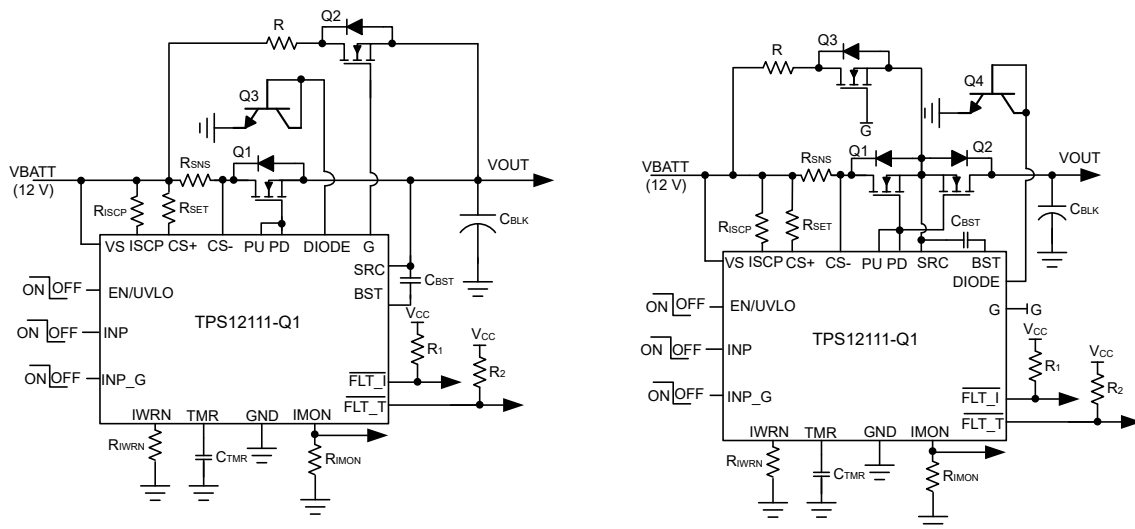 Q2
R
Q3
RSNS
Q1
VBATT
(12 V)
VOUT
RISCP
RSET
CBLK
VS ISCP CS+ CS- PU PD DIODE G
SRC
CBST
BST
ON OFF EN/UVLO
TPS12111-Q1
VCC
ON OFF INP
R1
VCC
R2
ON OFF INP_G
FLT_I
FLT_T
IWRN TMR GND IMON
RIWRN
CTMR
RIMON
R
Q3
Q4
G
RSNS
Q1
Q2
VBATT
(12 V)
VOUT
RISCP
RSET
CBST
CBLK
VS ISCP CS+ CS- PU PD SRC BST
DIODE
ON OFF EN/UVLO
G G
TPS12111-Q1
VCC
ON OFF INP
R1
VCC
R2
ON OFF INP_G
FLT_I
FLT_T
IWRN TMR GND IMON
RIWRN
CTMR
RIMON